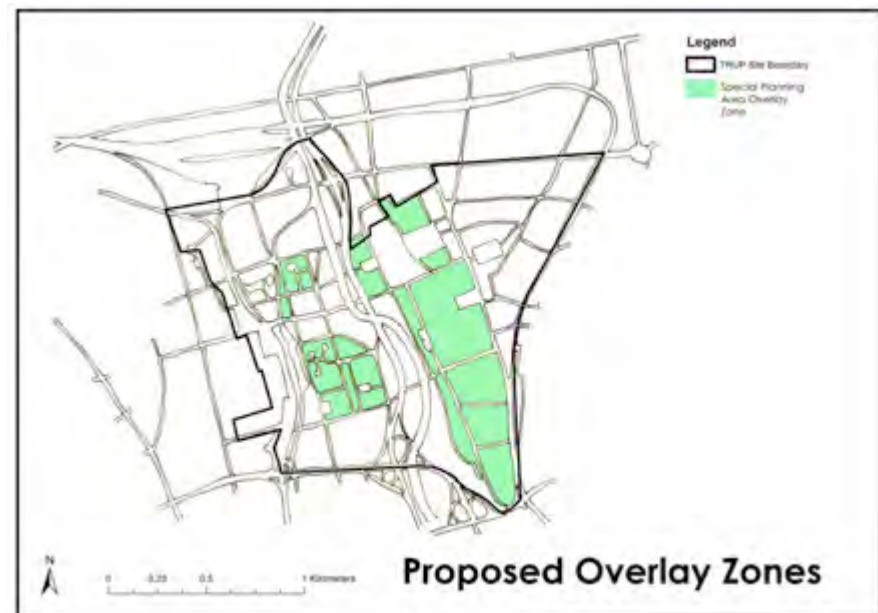 Legend
TRUP Site Boundary
Special Planning
Area Overlay
Zone
N
0 0.25 0.5 1 Kilometers
Proposed Overlay Zones